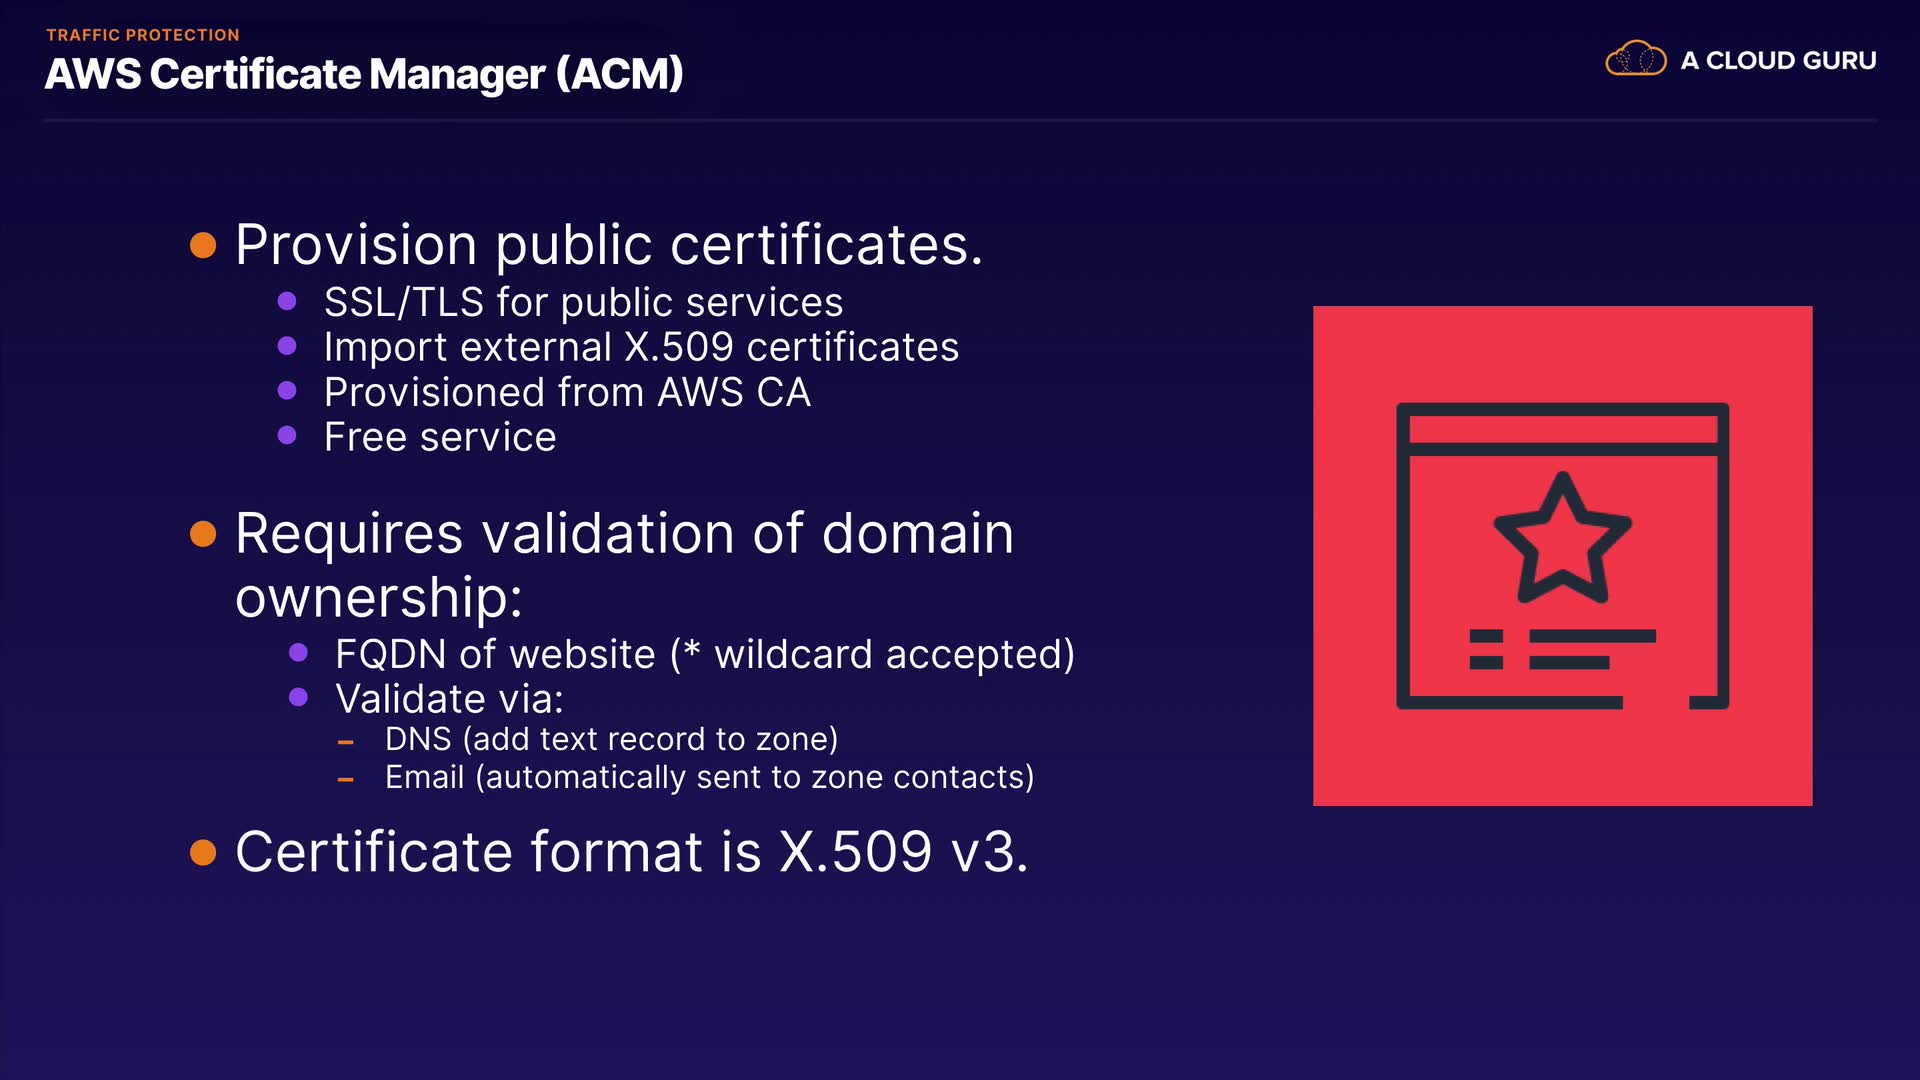 TRAFFIC PROTECTION
AWS Certificate Manager (ACM)
A CLOUD GURU
Provision public certificates.
SSL/TLS for public services
Import external X.509 certificates
Provisioned from AWS CA
Free service
Requires validation of domain
ownership:
FQDN of website (* wildcard accepted)
Validate via:
DNS (add text record to zone)
Email (automatically sent to zone contacts)
Certificate format is X.509 v3.